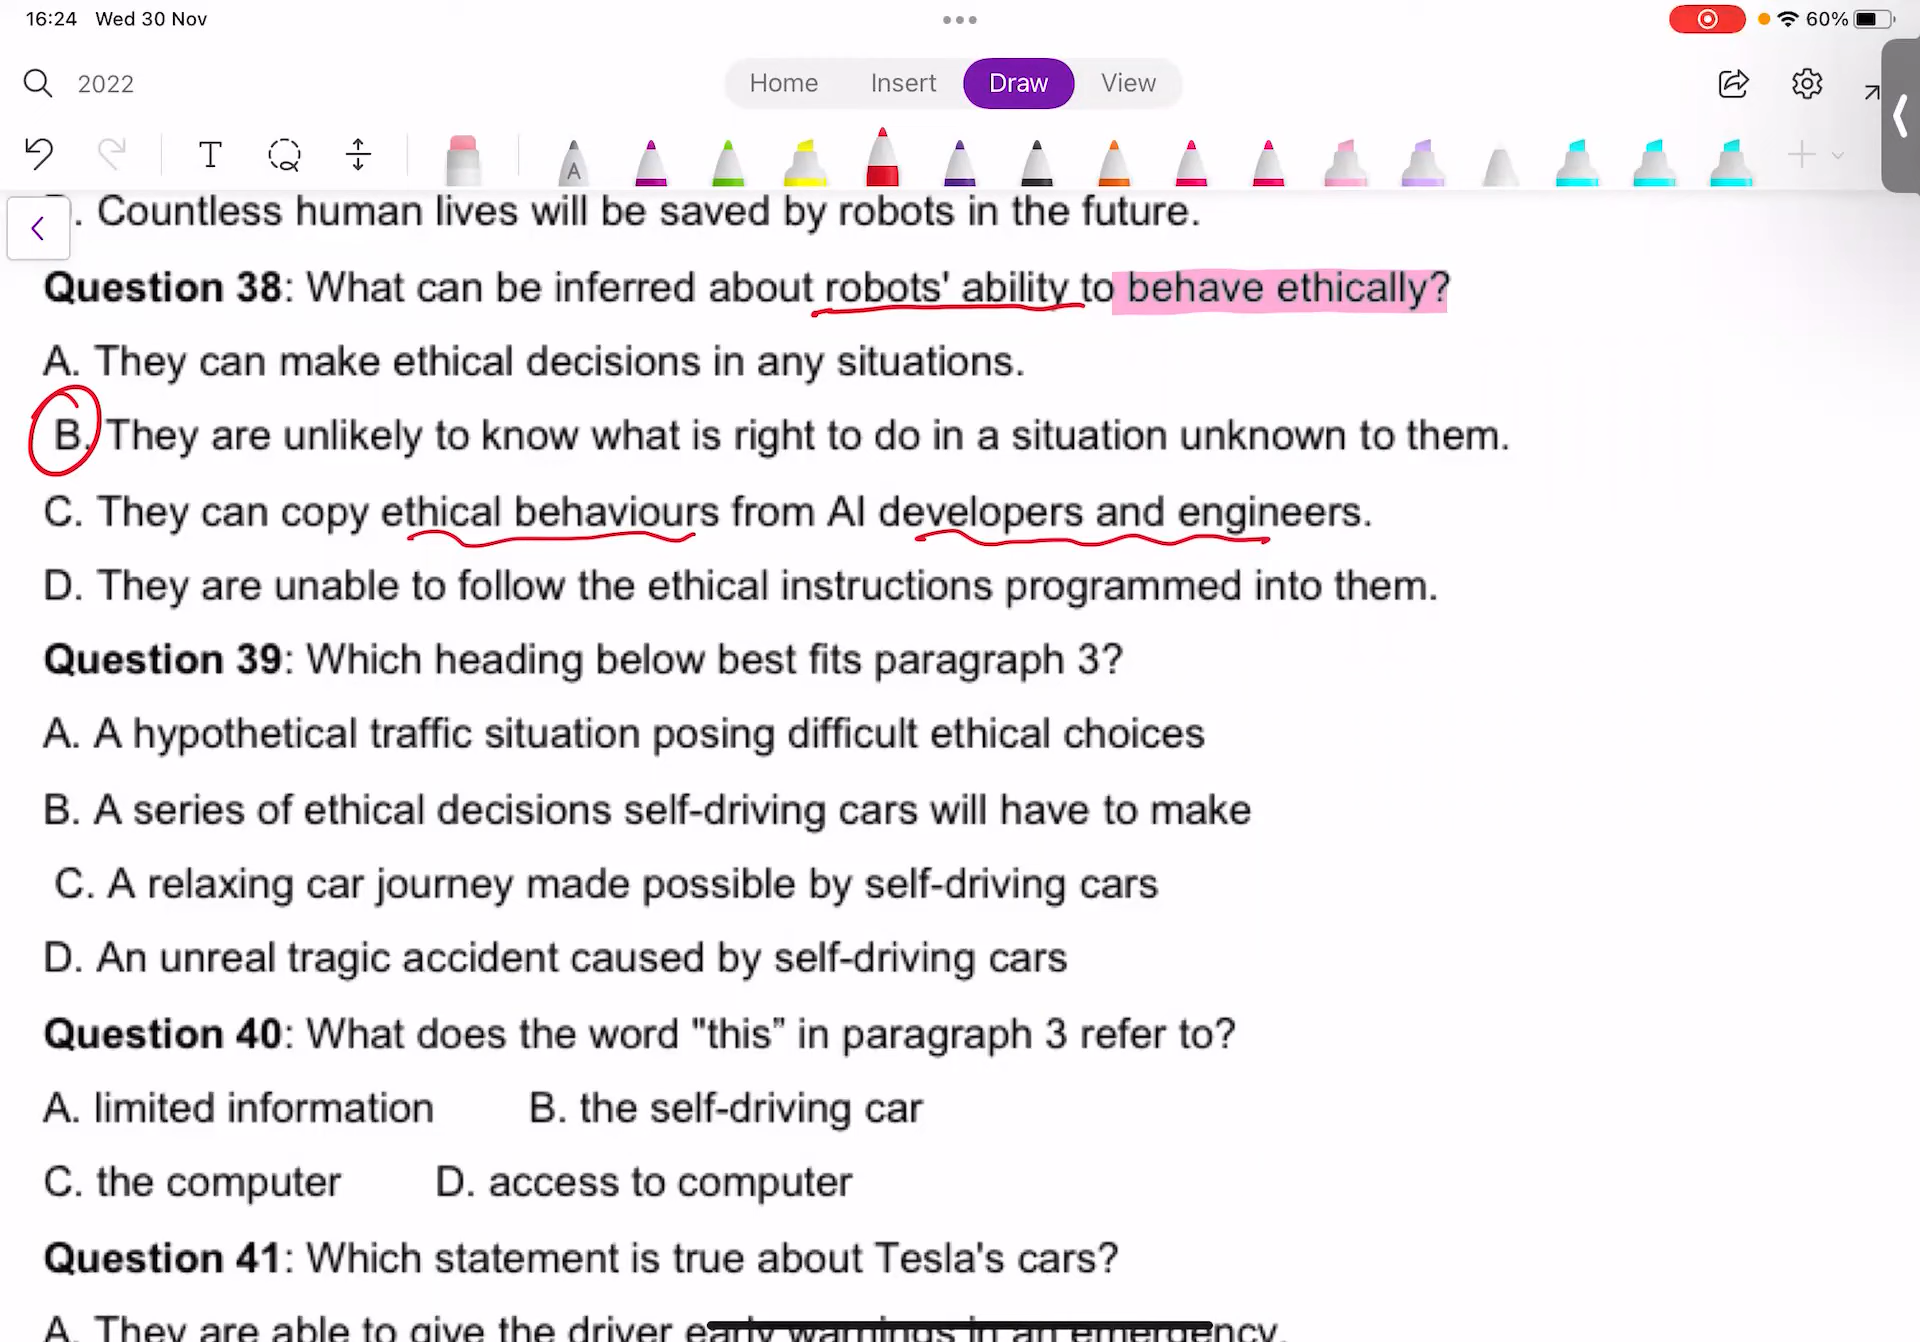 16:24 Wed 30 Nov
60%
2022
Home Insert Draw View
T
A
. Countless human lives will be saved by robots in the future.
Question 38: What can be inferred about robots' ability to behave ethically?
A. They can make ethical decisions in any situations.
B. They are unlikely to know what is right to do in a situation unknown to them.
C. They can copy ethical behaviours from AI developers and engineers.
D. They are unable to follow the ethical instructions programmed into them.
Question 39: Which heading below best fits paragraph 3?
A. A hypothetical traffic situation posing difficult ethical choices
B. A series of ethical decisions self-driving cars will have to make
C. A relaxing car journey made possible by self-driving cars
D. An unreal tragic accident caused by self-driving cars
Question 40: What does the word "this” in paragraph 3 refer to?
A. limited information B. the self-driving car
C. the computer D. access to computer
Question 41: Which statement is true about Tesla's cars?
A. They are able to give the driver early warnings in an emergency.